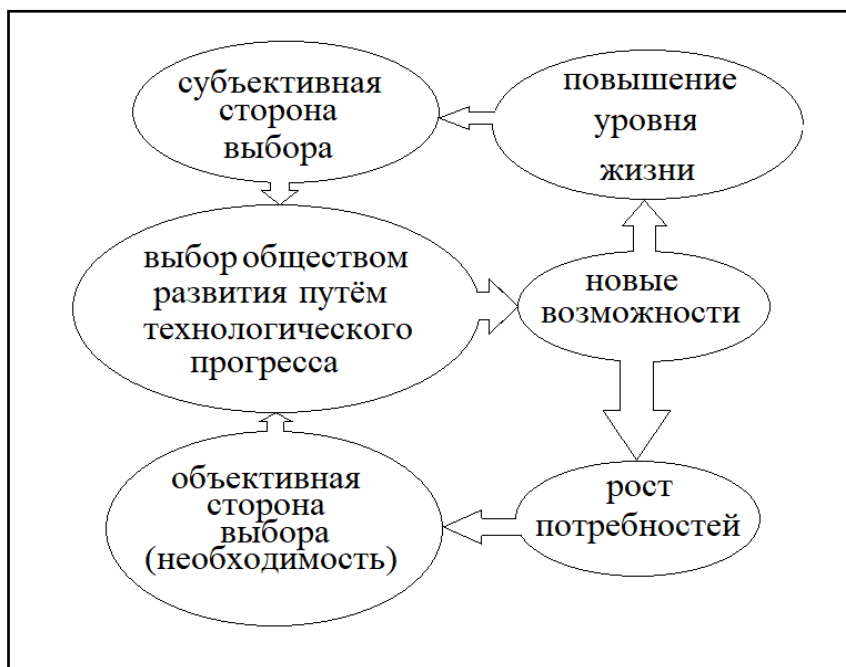 субъективная
сторона
выбора
повышение
уровня
жизни
выбор обществом
развития путём
технологического
прогресса
новые
возможности
объективная
сторона
выбора
(необходимость)
рост
потребностей